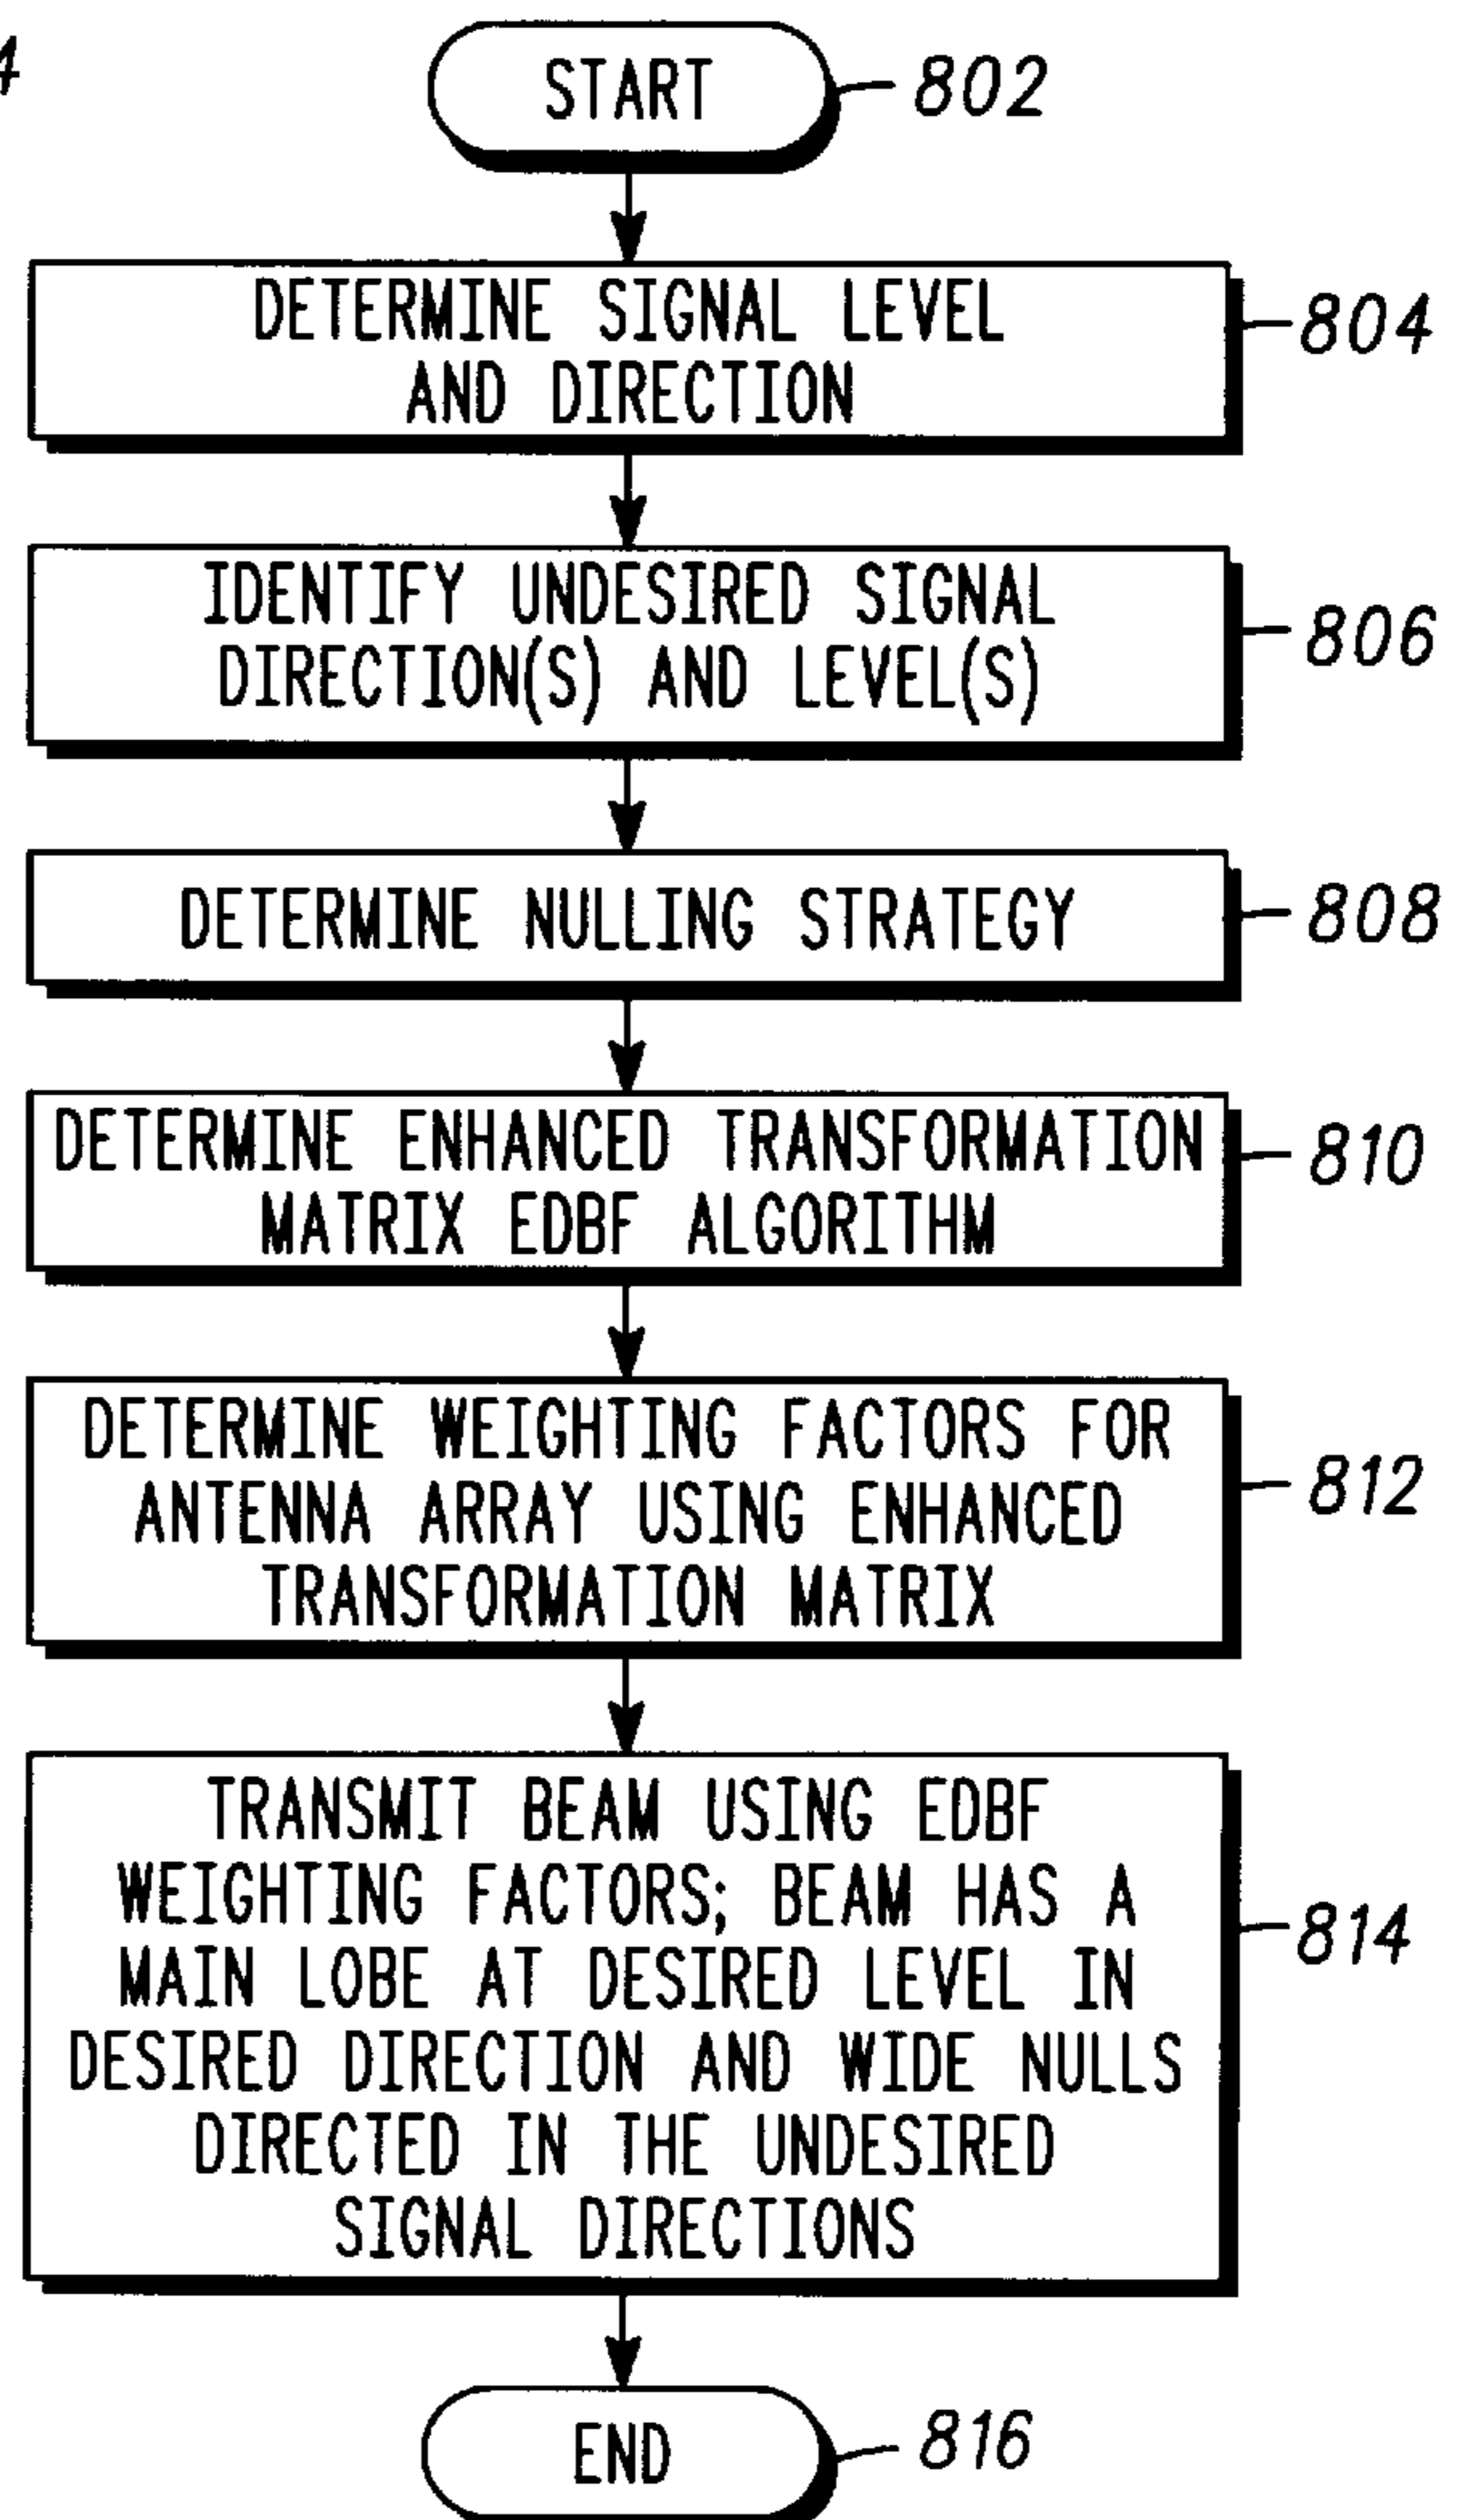 START
802
DETERMINE SIGNAL LEVEL
AND DIRECTION
804
IDENTIFY UNDESIRED SIGNAL
DIRECTION(S) AND LEVEL(S)
806
DETERMINE NULLING STRATEGY
808
DETERMINE ENHANCED TRANSFORMATION
MATRIX EDBF ALGORITHM
810
DETERMINE WEIGHTING FACTORS FOR
ANTENNA ARRAY USING ENHANCED
TRANSFORMATION MATRIX
812
TRANSMIT BEAM USING EDBF
WEIGHTING FACTORS; BEAM HAS A
MAIN LOBE AT DESIRED LEVEL IN
DESIRED DIRECTION AND WIDE NULLS
DIRECTED IN THE UNDESIRED
SIGNAL DIRECTIONS
814
END
816